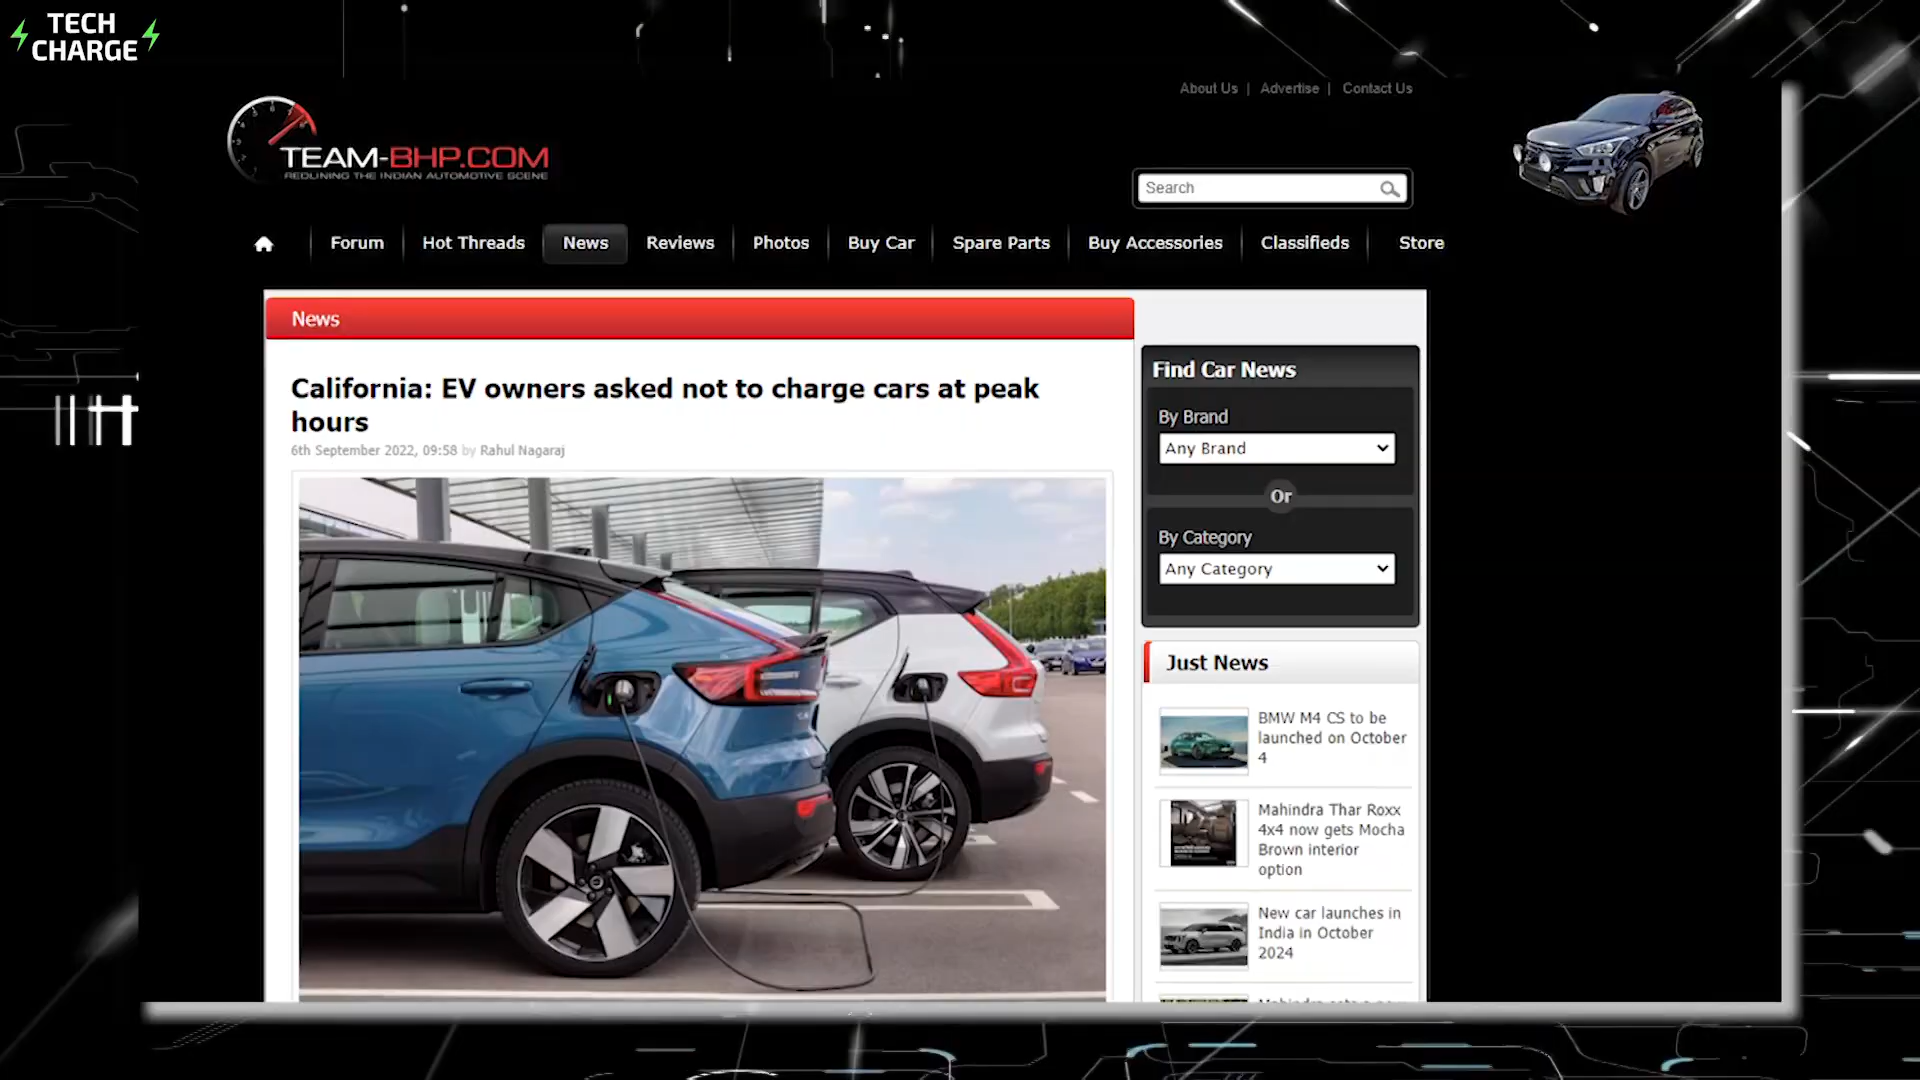 TECH
CHARGE
About Us | Advertise | Contact Us
TEAM-BHP.COM
REDLINING THE INDIAN AUTOMOTIVE SCENE
Search
Forum
Hot Threads
News
Reviews
Photos
Buy Car
Spare Parts
Buy Accessories
Classifieds
Store
News
California: EV owners asked not to charge cars at peak
hours
6th September 2022, 09:58 by Rahul Nagaraj
Find Car News
By Brand
Any Brand
Or
By Category
Any Category
Just News
BMW M4 CS to be
launched on October
4
Mahindra Thar Roxx
4x4 now gets Mocha
Brown interior
option
New car launches in
India in October
2024